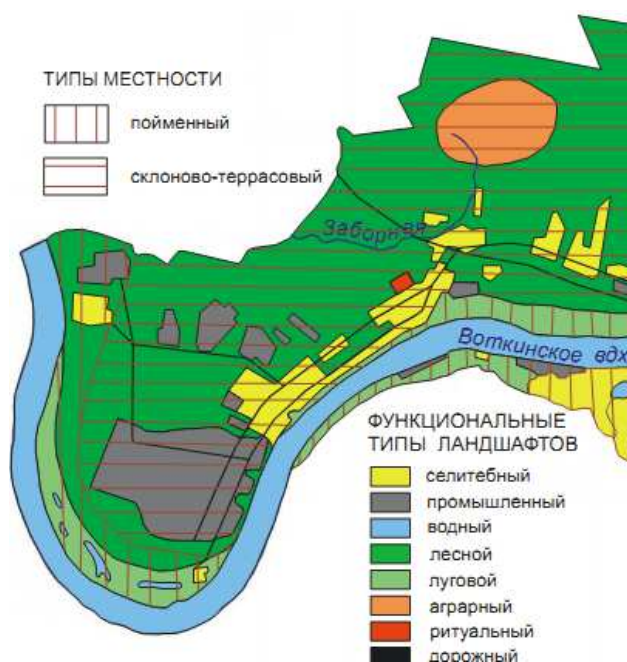 ТИПЫ МЕСТНОСТИ
пойменный
склоново-террасовый
Заборная
Воткинское вдх
ФУНКЦИОНАЛЬНЫЕ
ТИПЫ ЛАНДШАФТОВ
селитебный
промышленный
водный
лесной
луговой
аграрный
ритуальный
дорожный